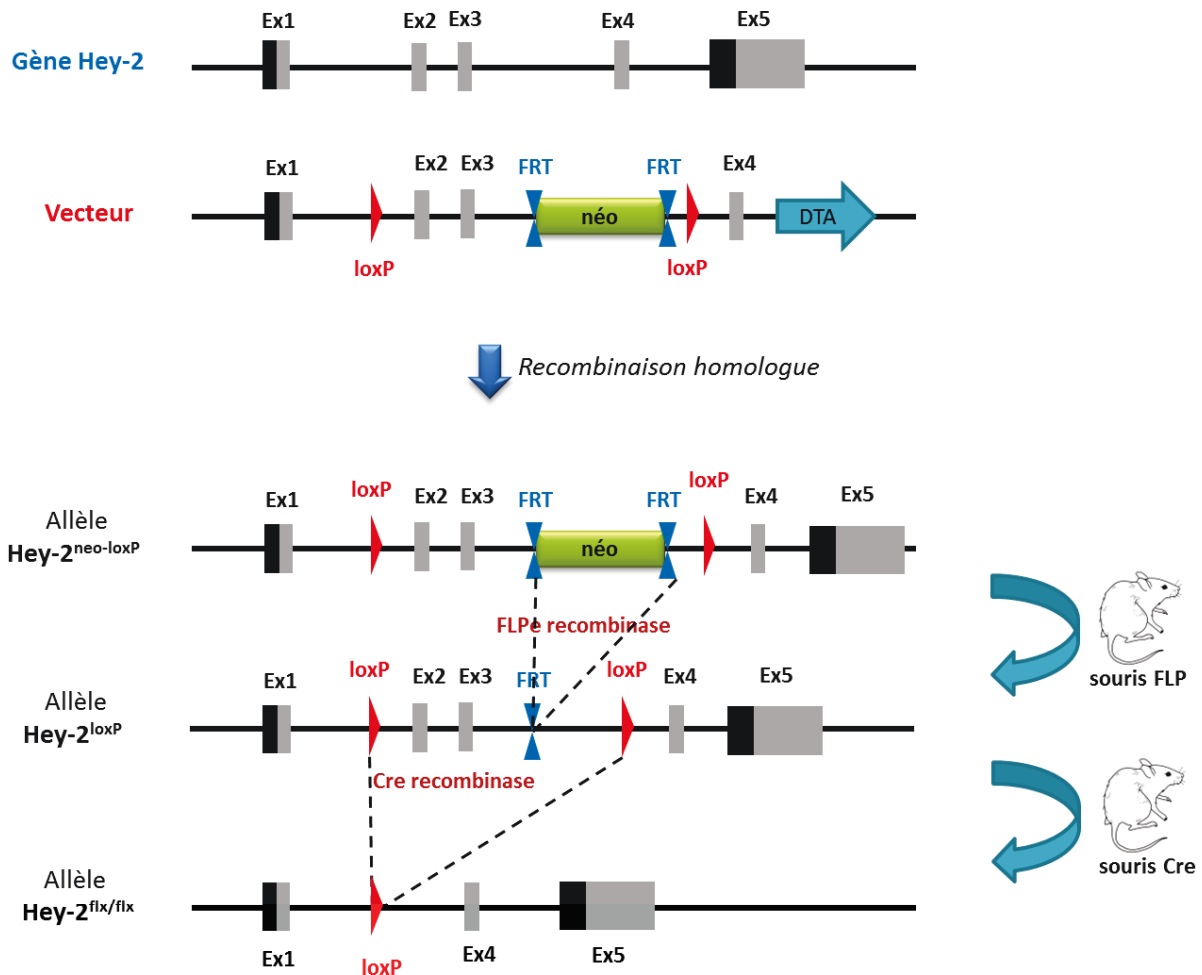 Ex1 Ex2 Ex3 Ex4 Ex5
Gène Hey-2
Ex1 Ex2 Ex3 FRT FRT Ex4
Vecteur néo DTA
loxP loxP
Recombinaison homologue
Ex1 loxP Ex2 Ex3 FRT FRT loxP Ex4 Ex5
Allèle
Hey-2neo-loxP
néo
FLPe recombinase
souris FLP
Ex1 loxP Ex2 Ex3 FRT loxP Ex4 Ex5
Allèle
Hey-2loxP
Cre recombinase
souris Cre
Allèle
Hey-2flx/flx
Ex1 loxP Ex4 Ex5